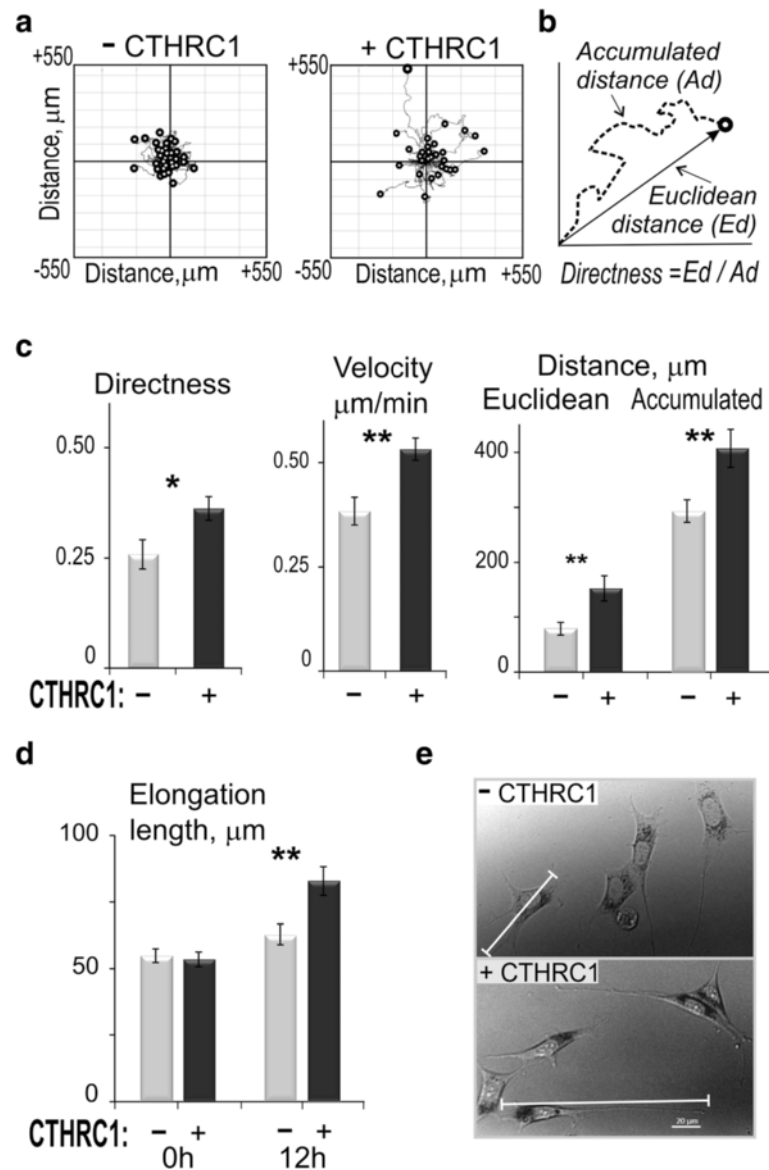 a
− CTHRC1
+ CTHRC1
+550
+550
Distance, μm
-550
Distance,μm
+550
-550
Distance,μm
+550
b
Accumulated
distance (Ad)
Euclidean
distance (Ed)
Directness =Ed / Ad
c
Directness
0.50
0.25
0
*
Velocity
μm/min
0.50
0.25
0
**
Distance, μm
Euclidean Accumulated
400
200
0
**
**
CTHRC1: − + − + − + − +
d
Elongation
length, μm
100
50
0
**
CTHRC1: − + − +
0h 12h
e
− CTHRC1
+ CTHRC1
20 μm